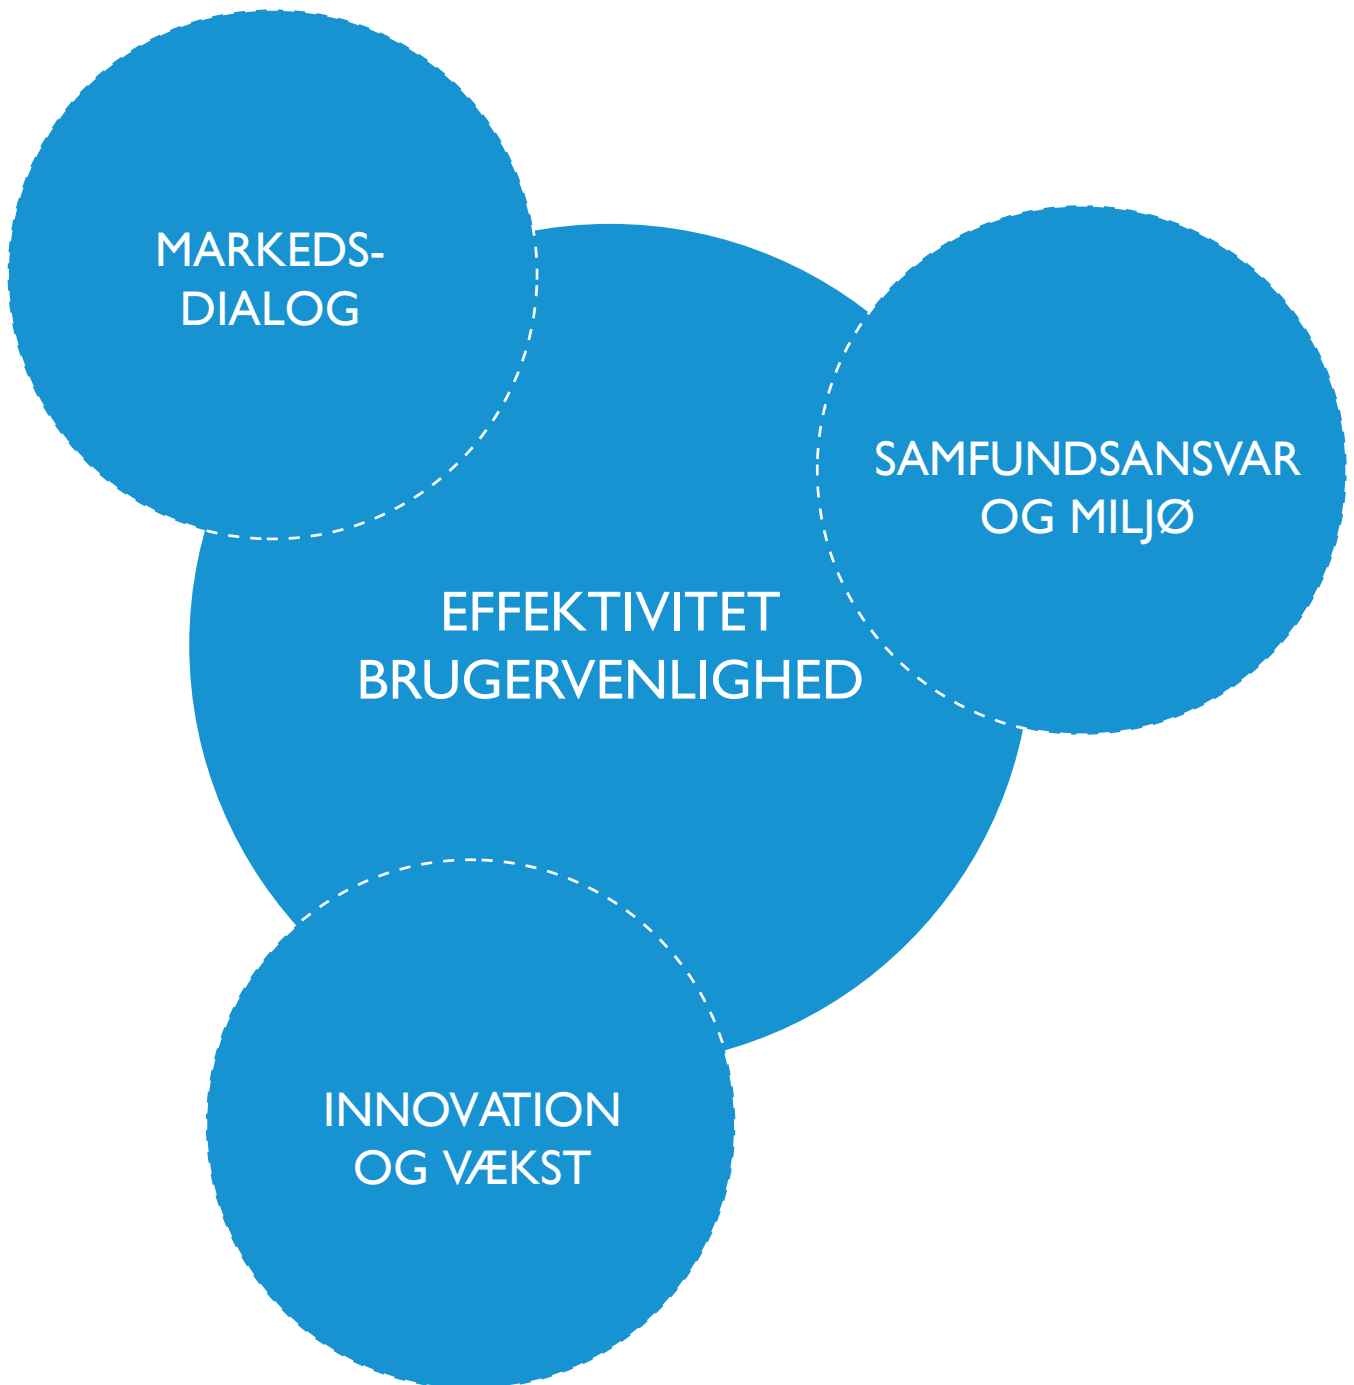 MARKEDS-
DIALOG
SAMFUNDSANSVAR
OG MILJØ
EFFEKTIVITET
BRUGERVENLIGHED
INNOVATION
OG VÆKST